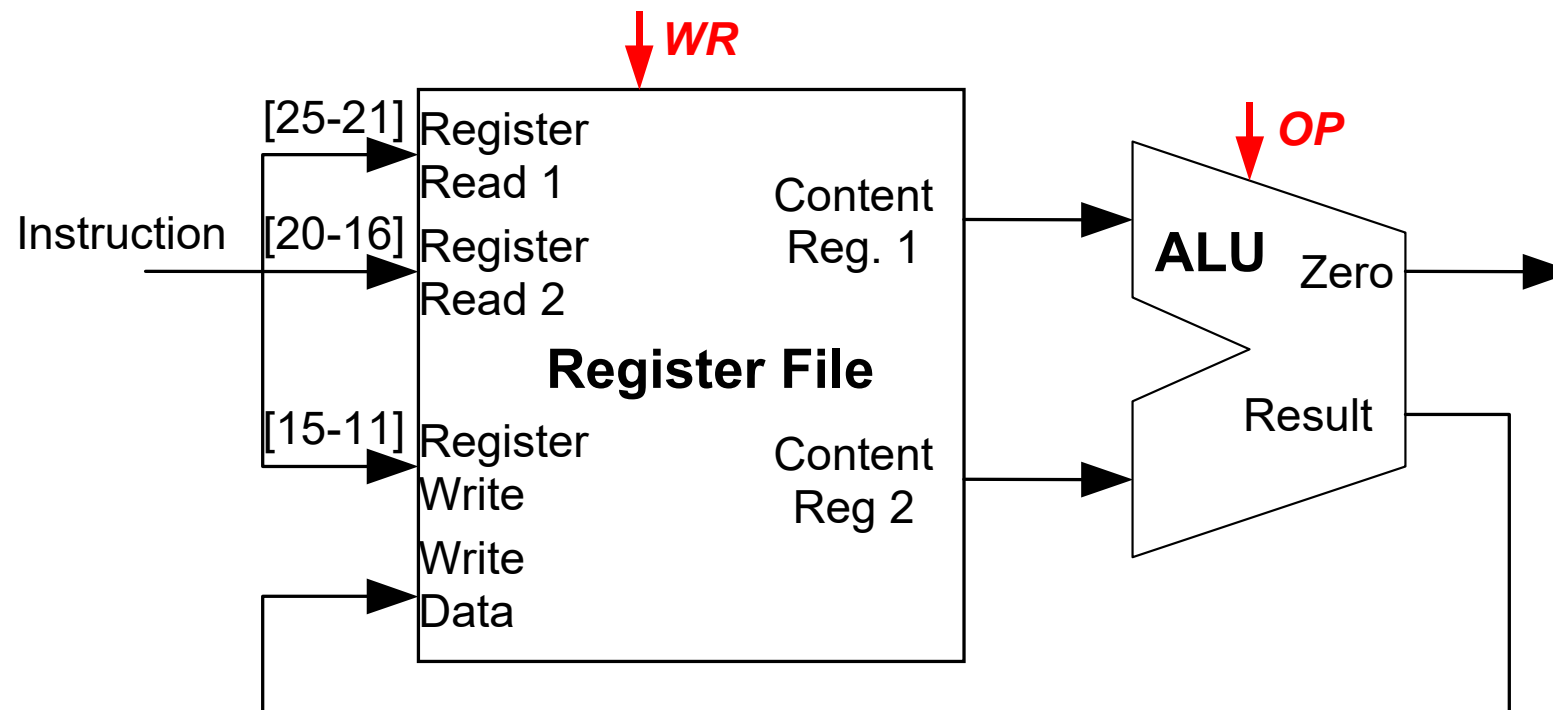 WR
[25-21]
Register
Read 1
OP
Content
Reg. 1
Instruction
[20-16]
Register
Read 2
ALU
Zero
Register File
[15-11]
Register
Write
Content
Reg 2
Result
Write
Data